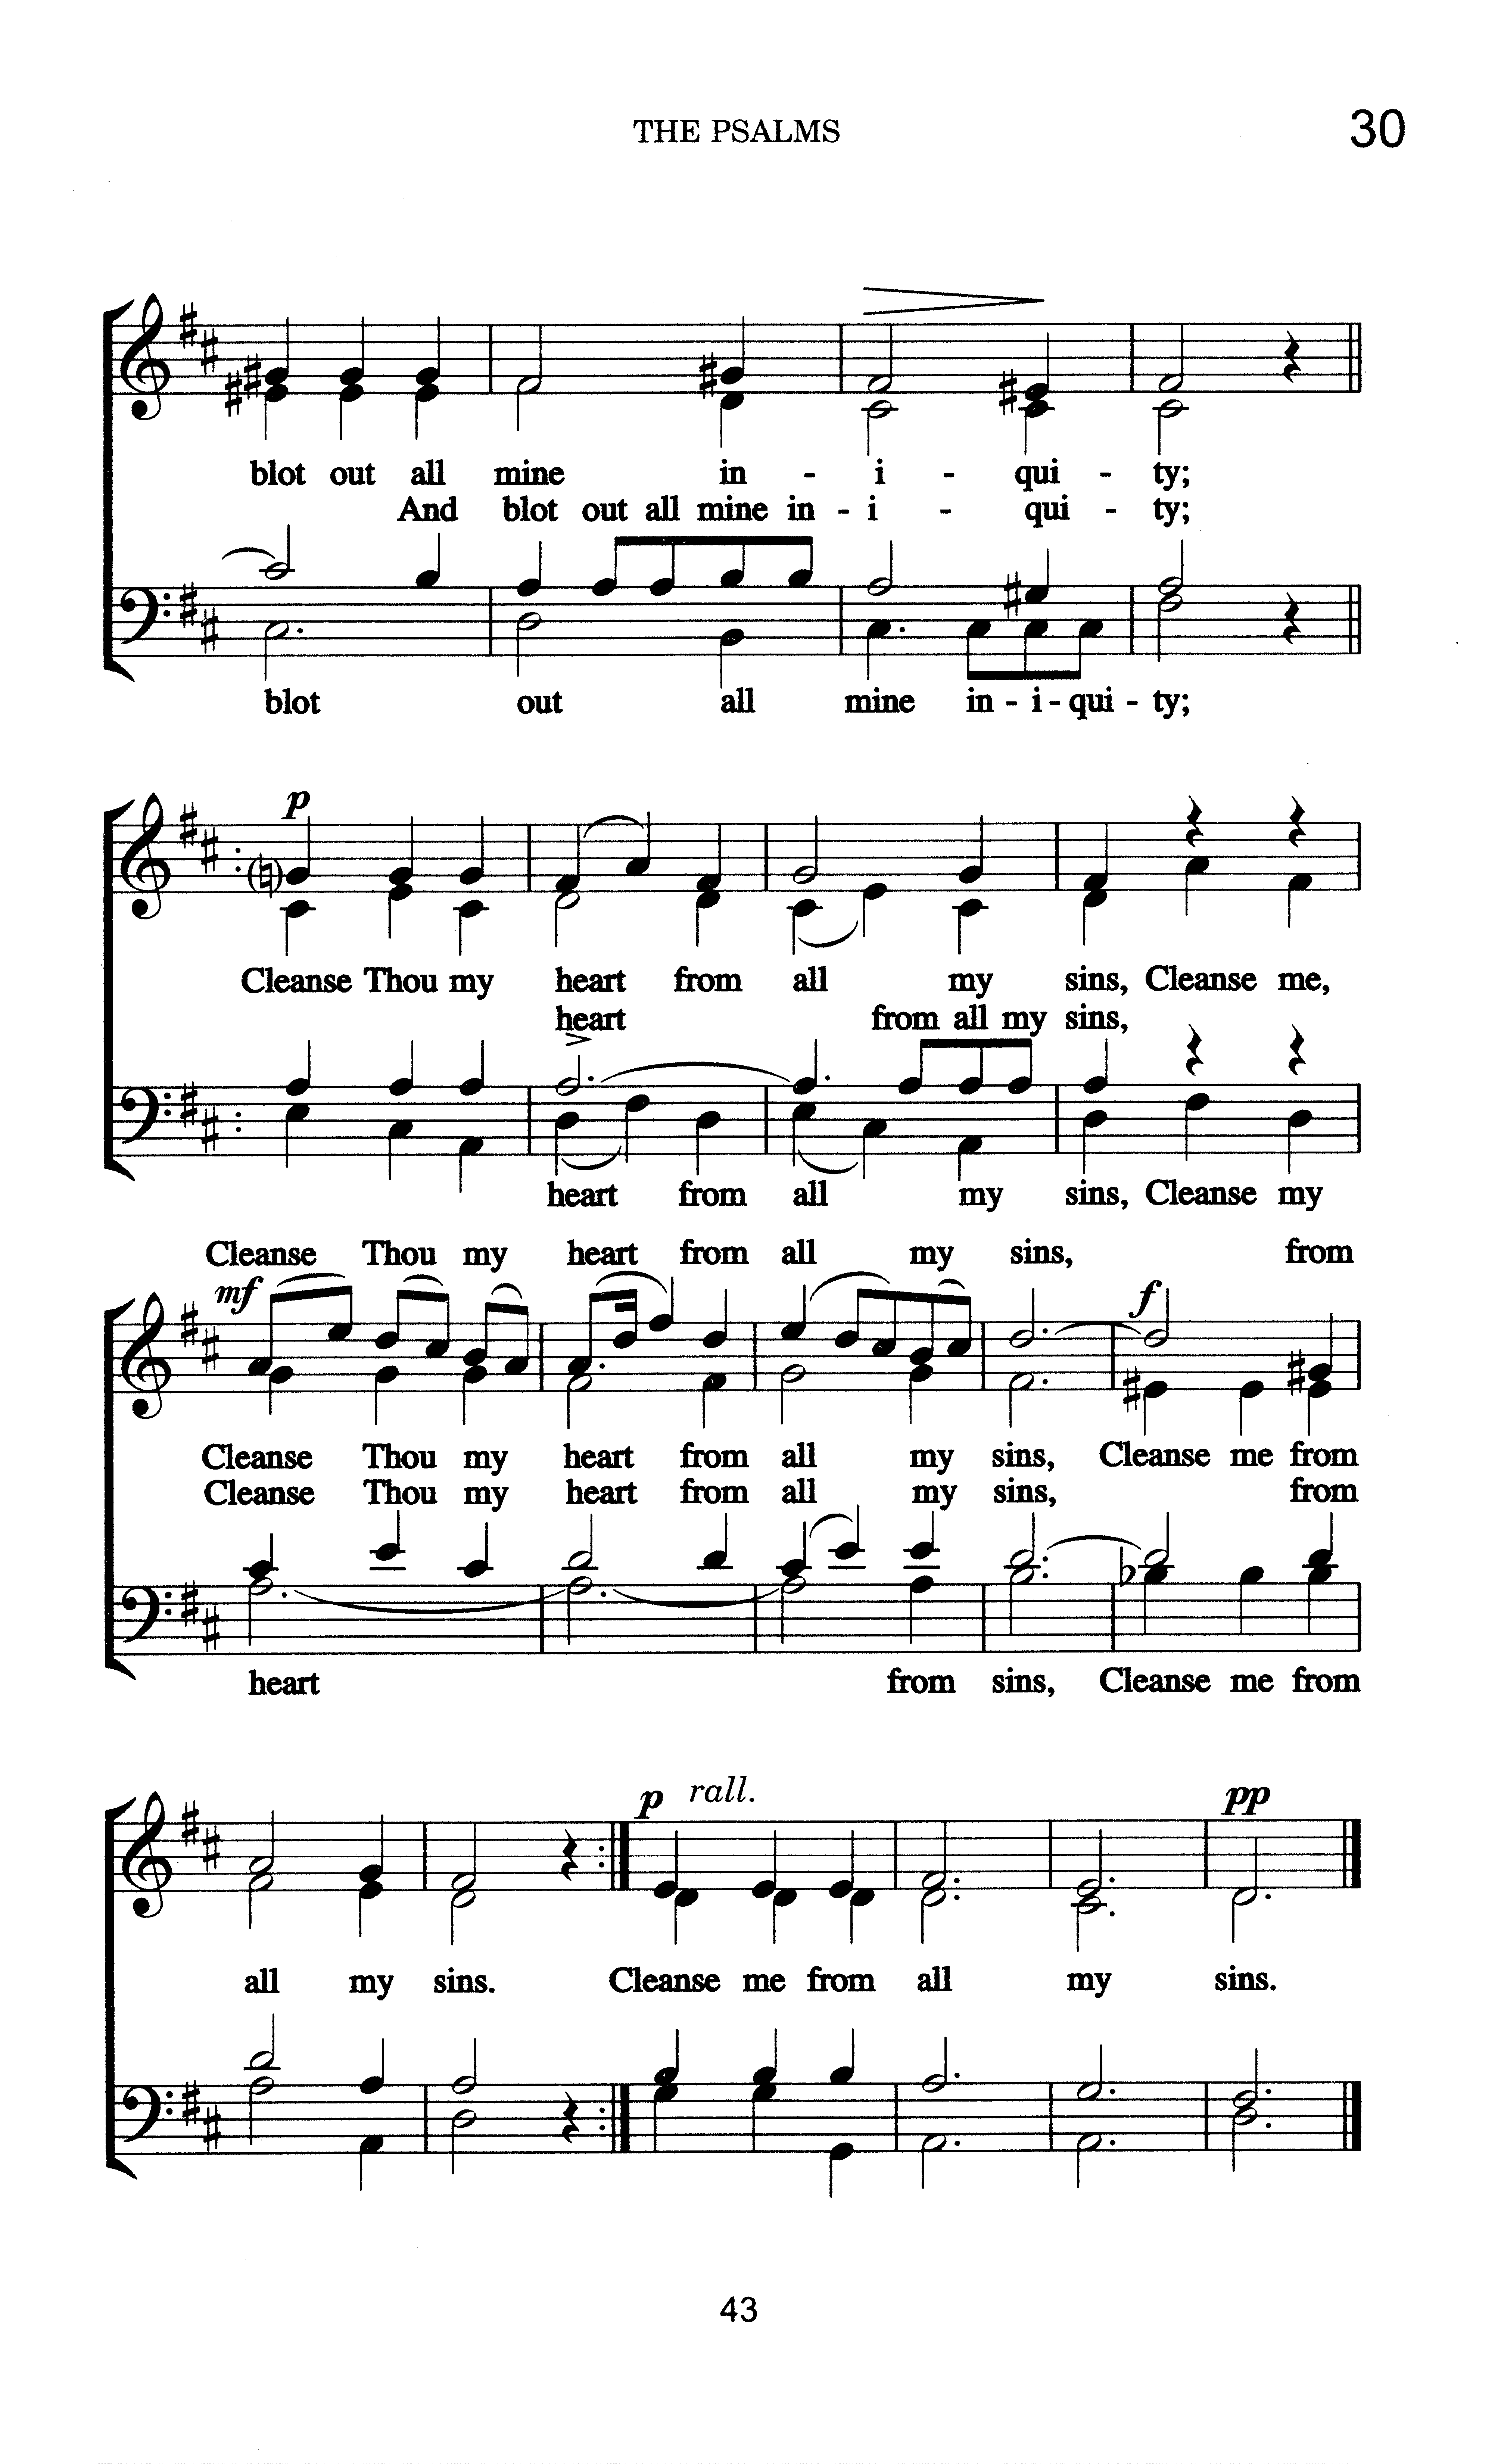 THE PSALMS
30
blot out all mine in - i - qui - ty;
And blot out all mine in - i - qui - ty;
blot out all mine in - i - qui - ty;
p
Cleanse Thou my heart from all my sins, Cleanse me,
heart from all my sins,
heart from all my sins, Cleanse my
Cleanse Thou my heart from all my sins, from
mf f
Cleanse Thou my heart from all my sins, Cleanse me from
Cleanse Thou my heart from all my sins, from
heart from sins, Cleanse me from
p rall. pp
all my sins. Cleanse me from all my sins.
43